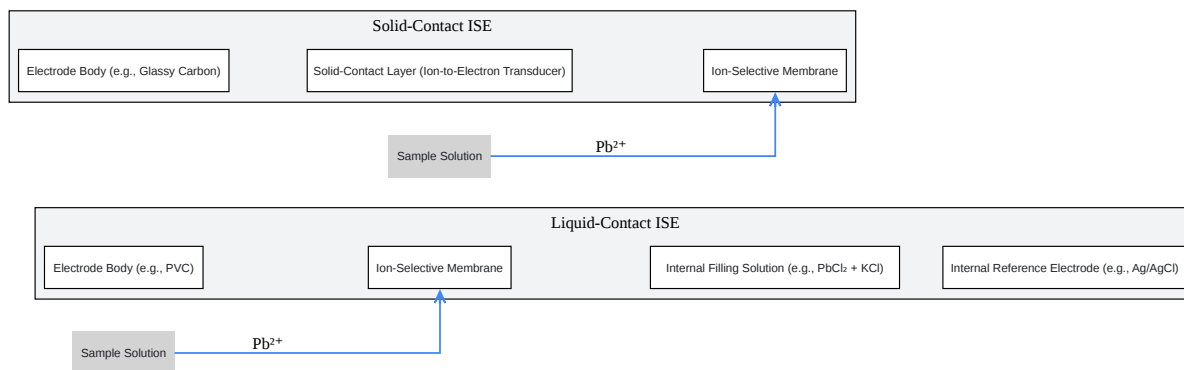 Solid-Contact ISE
Electrode Body (e.g., Glassy Carbon)
Solid-Contact Layer (Ion-to-Electron Transducer)
Ion-Selective Membrane
Sample Solution
Pb²⁺
Liquid-Contact ISE
Electrode Body (e.g., PVC)
Ion-Selective Membrane
Internal Filling Solution (e.g., PbCl₂ + KCl)
Internal Reference Electrode (e.g., Ag/AgCl)
Sample Solution
Pb²⁺